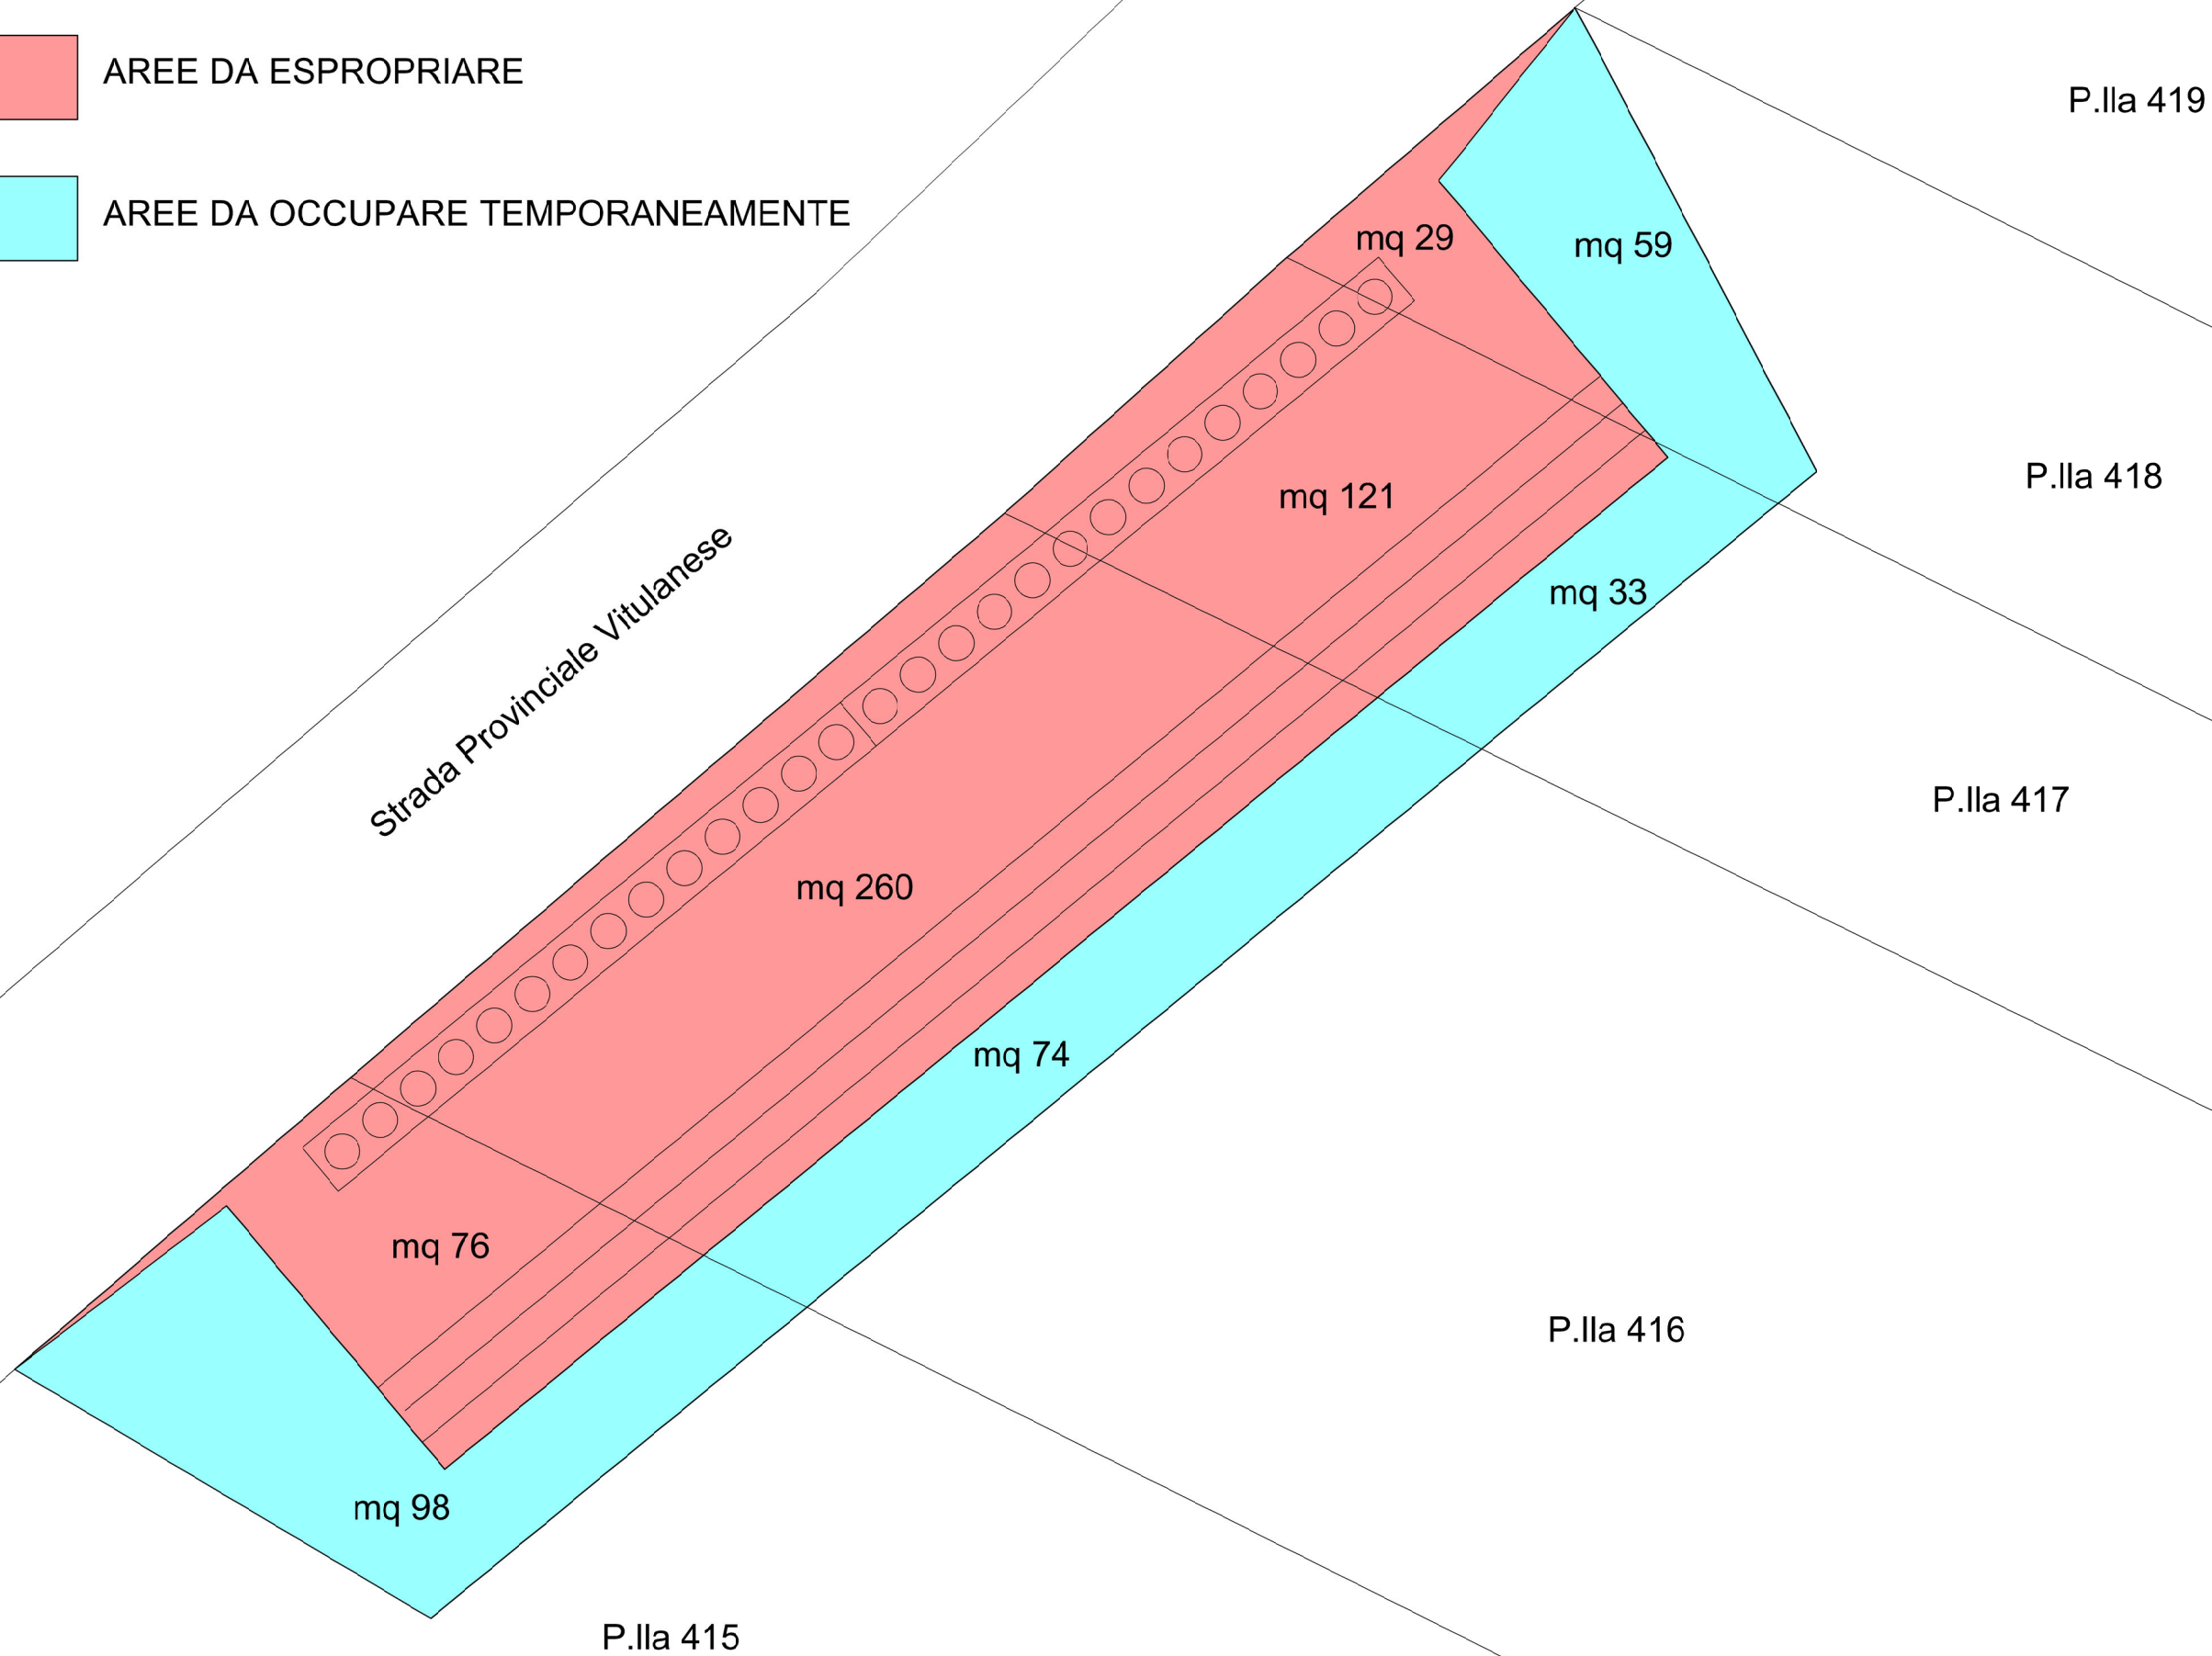 AREE DA ESPROPRIARE
P.lla 419
AREE DA OCCUPARE TEMPORANEAMENTE
mq 29
mq 59
P.lla 418
mq 121
mq 33
Strada Provinciale Vitulanese
P.lla 417
mq 260
mq 74
mq 76
P.lla 416
mq 98
P.lla 415